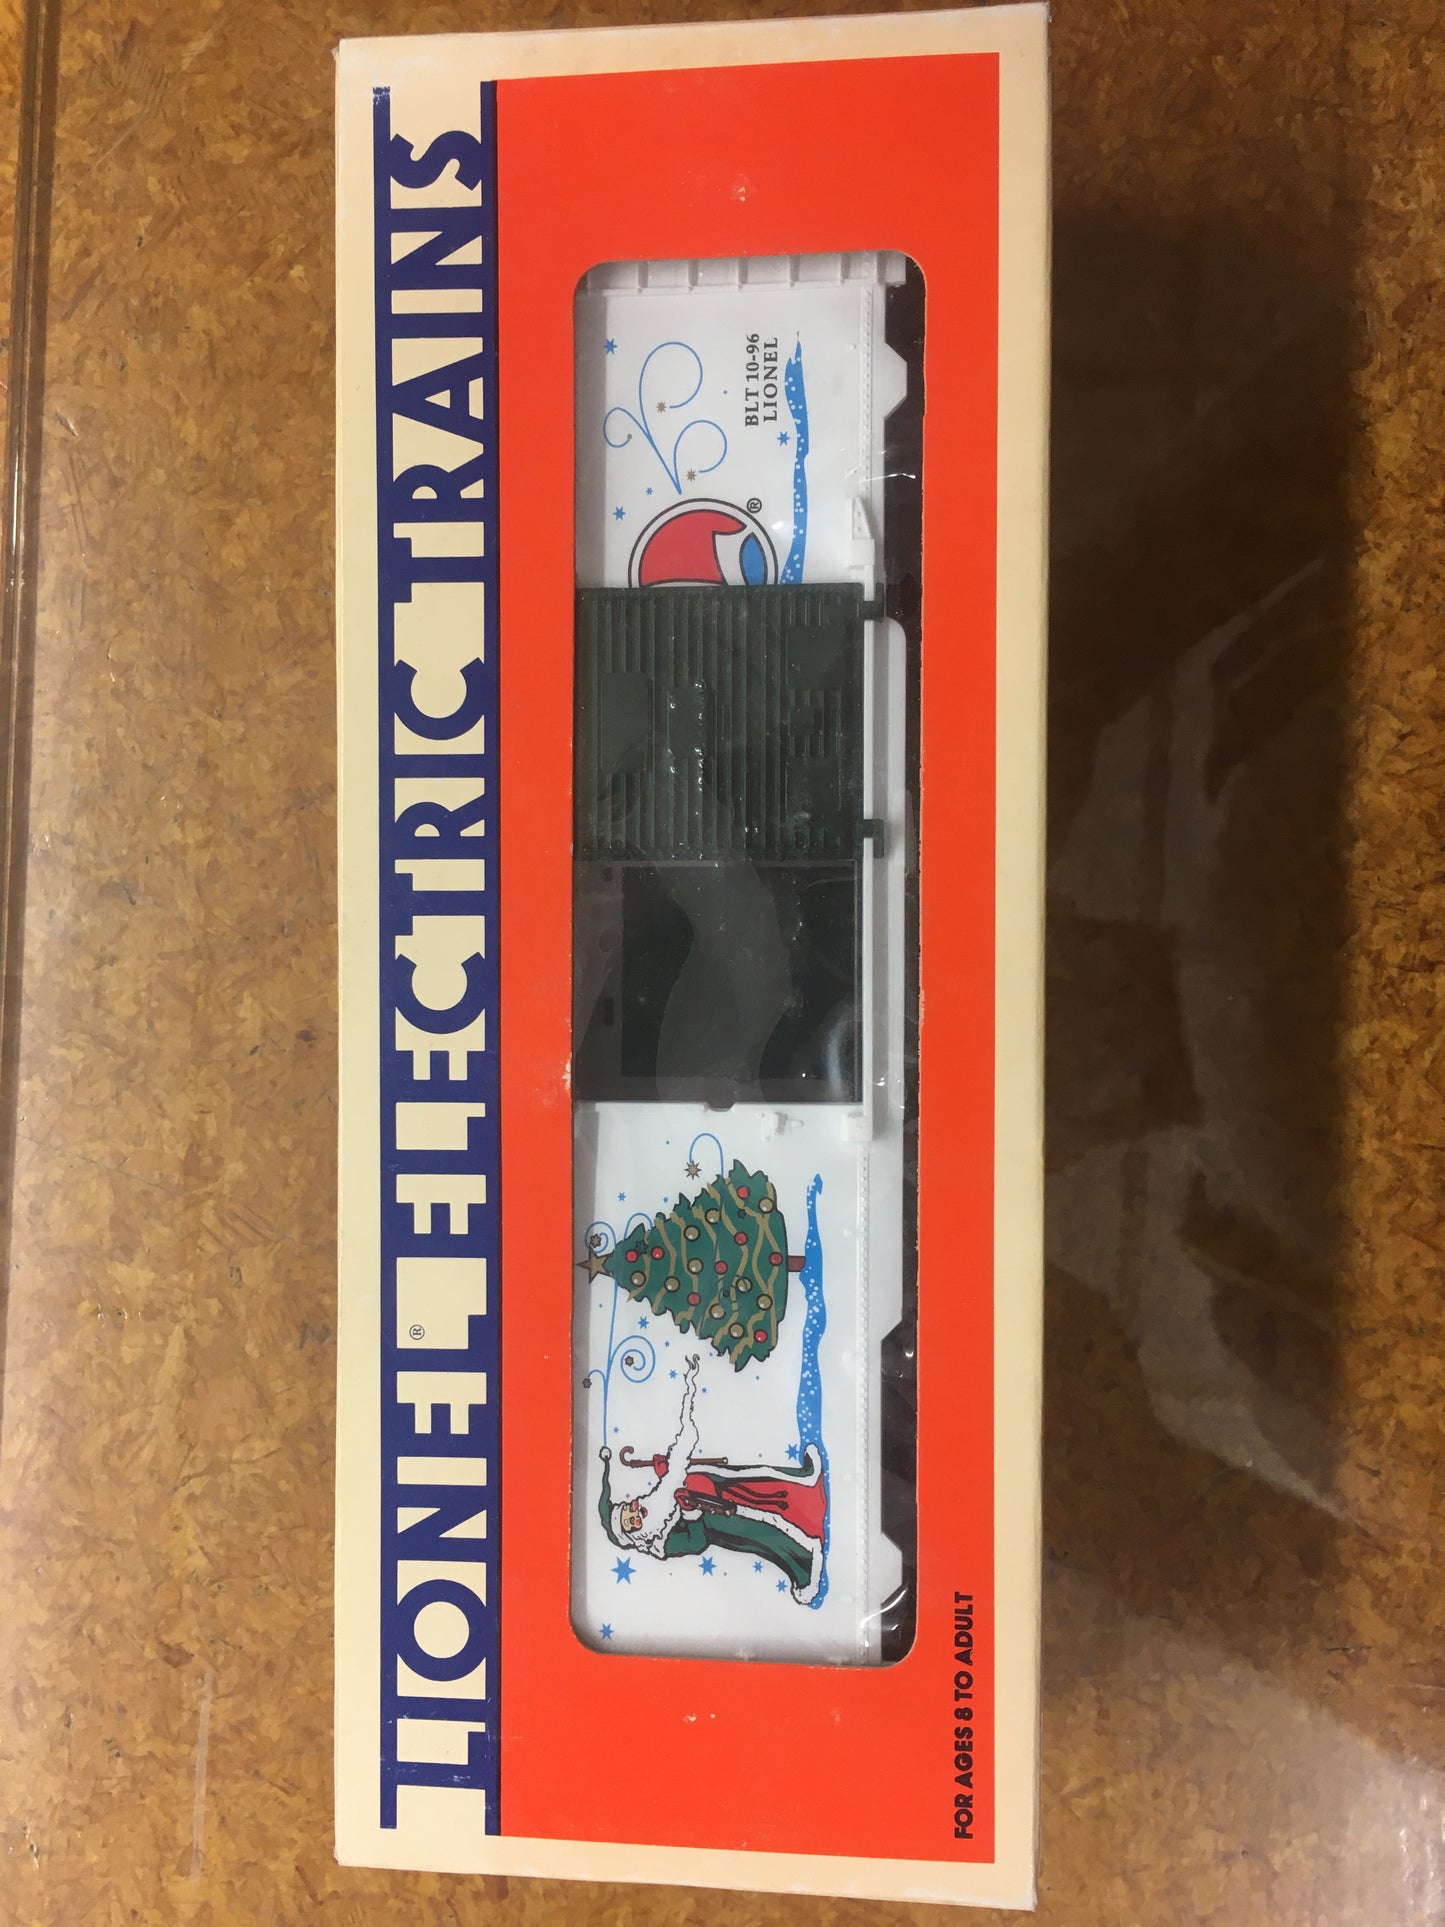 LIONEL® ELECTRIC TRAINS
BLT 10-96
LIONEL
®
FOR AGES 8 TO ADULT